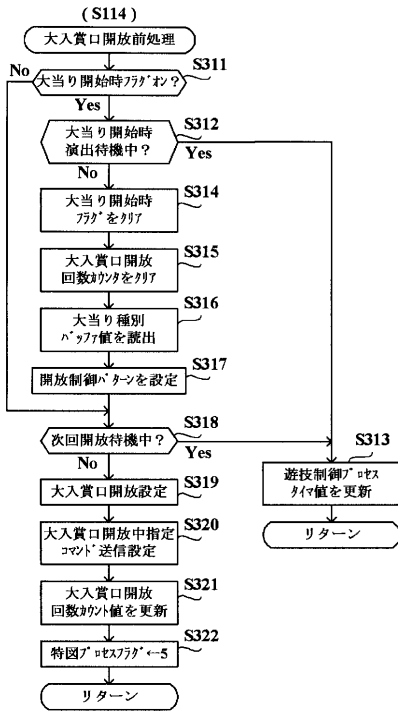 (S114)
大入賞口開放前処理
No
S311
大当り開始時ﾌﾗｸﾞオン?
Yes
S312
大当り開始時
演出待機中?
Yes
No
S314
大当り開始時
ﾌﾗｸﾞをクリア
S315
大入賞口開放
回数ｶｳﾝﾀをクリア
S316
大当り種別
ﾊﾞｯﾌｧ値を読出
S317
開放制御ﾊﾟﾀｰﾝを設定
S318
次回開放待機中?
Yes
No
S313
遊技制御ﾌﾟﾛｾｽ
ﾀｲﾏ値を更新
リターン
S319
大入賞口開放設定
S320
大入賞口開放中指定
ｺﾏﾝﾄﾞ送信設定
S321
大入賞口開放
回数ｶｳﾝﾄ値を更新
S322
特図ﾌﾟﾛｾｽﾌﾗｸﾞ←5
リターン